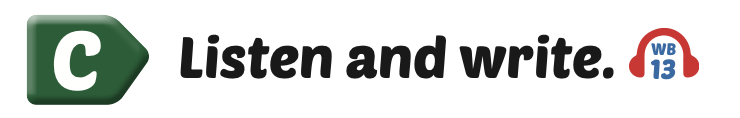 C Listen and write. WB
13